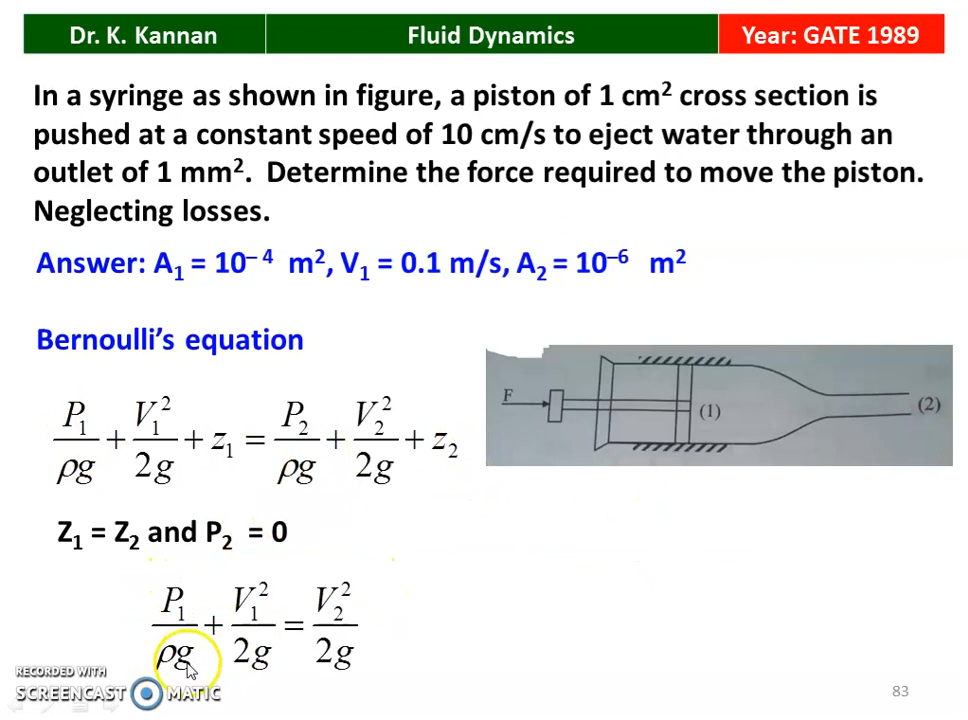 Dr. K. Kannan
Fluid Dynamics
Year: GATE 1989
In a syringe as shown in figure, a piston of 1 cm² cross section is
pushed at a constant speed of 10 cm/s to eject water through an
outlet of 1 mm². Determine the force required to move the piston.
Neglecting losses.
Answer: A₁ = 10⁻⁴ m², V₁ = 0.1 m/s, A₂ = 10⁻⁶ m²
Bernoulli's equation
P₁/ρg + V₁²/2g + z₁ = P₂/ρg + V₂²/2g + z₂
F
(1)
(2)
Z₁ = Z₂ and P₂ = 0
P₁/ρg + V₁²/2g = V₂²/2g
RECORDED WITH
SCREENCAST MATIC
83